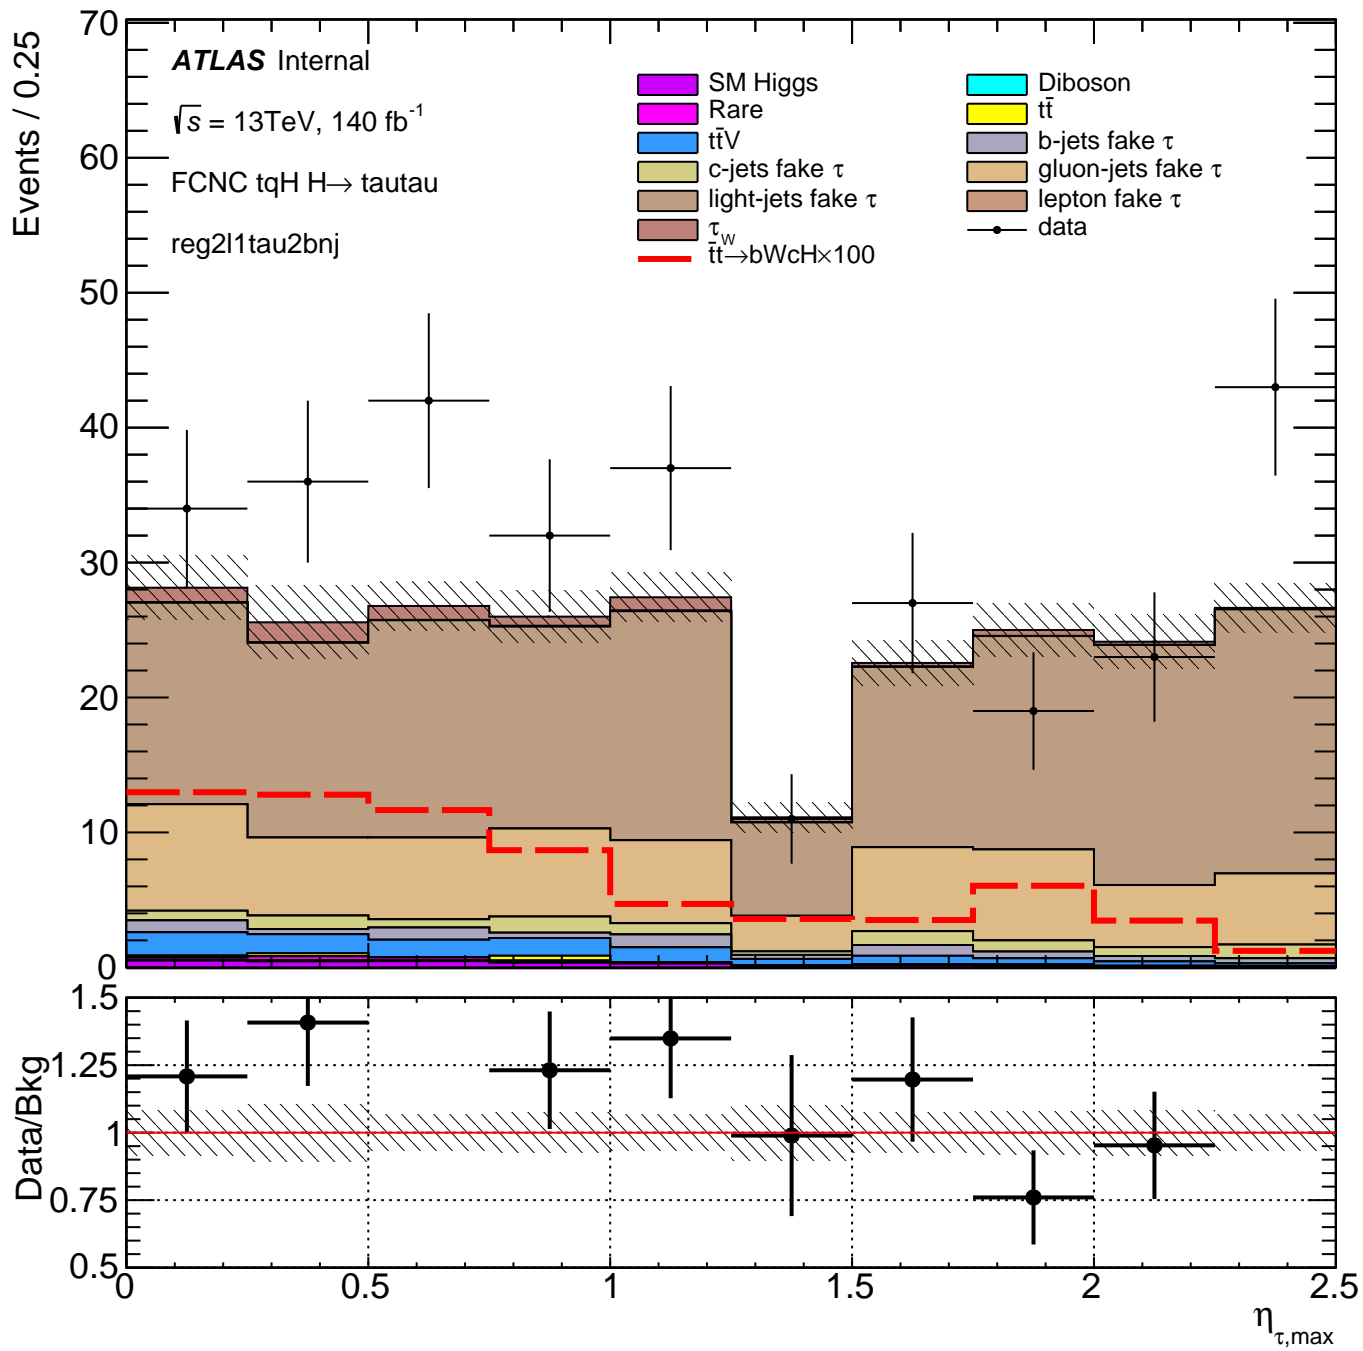 Events / 0.25
70
60
50
40
30
20
10
0
ATLAS Internal
√s = 13TeV, 140 fb⁻¹
FCNC tqH H→ tautau
reg2l1tau2bnj
SM Higgs
Rare
tt̄V
c-jets fake τ
light-jets fake τ
τ_W
t̄t→bWcH×100
Diboson
tt̄
b-jets fake τ
gluon-jets fake τ
lepton fake τ
data
Data/Bkg
1.5
1.25
1
0.75
0.5
0 0.5 1 1.5 2 2.5
η_τ,max